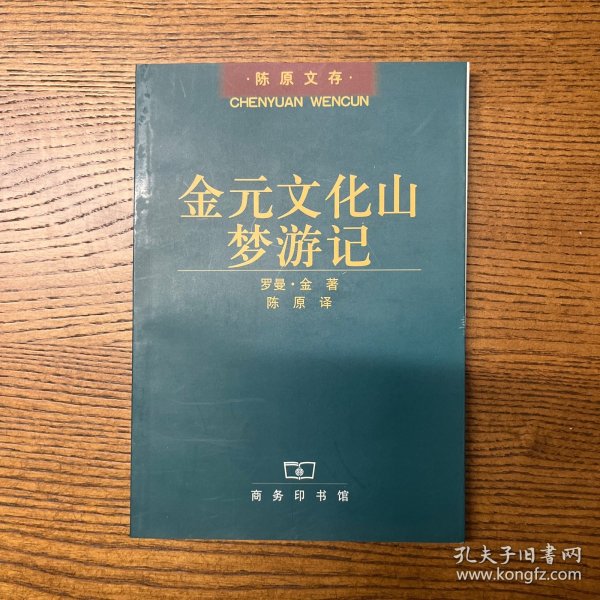 ·陈原文存·
CHENYUAN WENCUN
金元文化山
梦游记
罗曼·金 著
陈原译
商务印书馆
孔夫子旧书网
www.kongfz.com